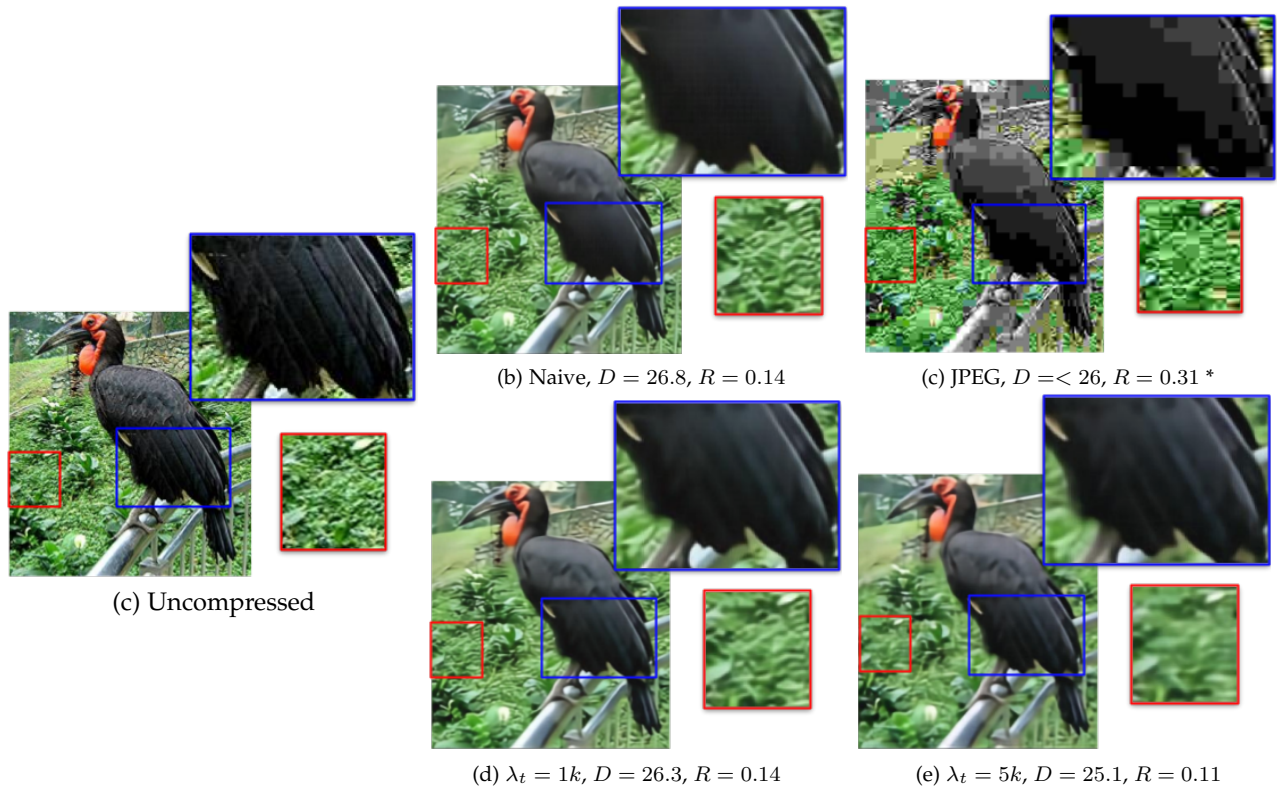 (b) Naive, D = 26.8, R = 0.14
(c) JPEG, D =< 26, R = 0.31 *
(c) Uncompressed
(d) λt = 1k, D = 26.3, R = 0.14
(e) λt = 5k, D = 25.1, R = 0.11